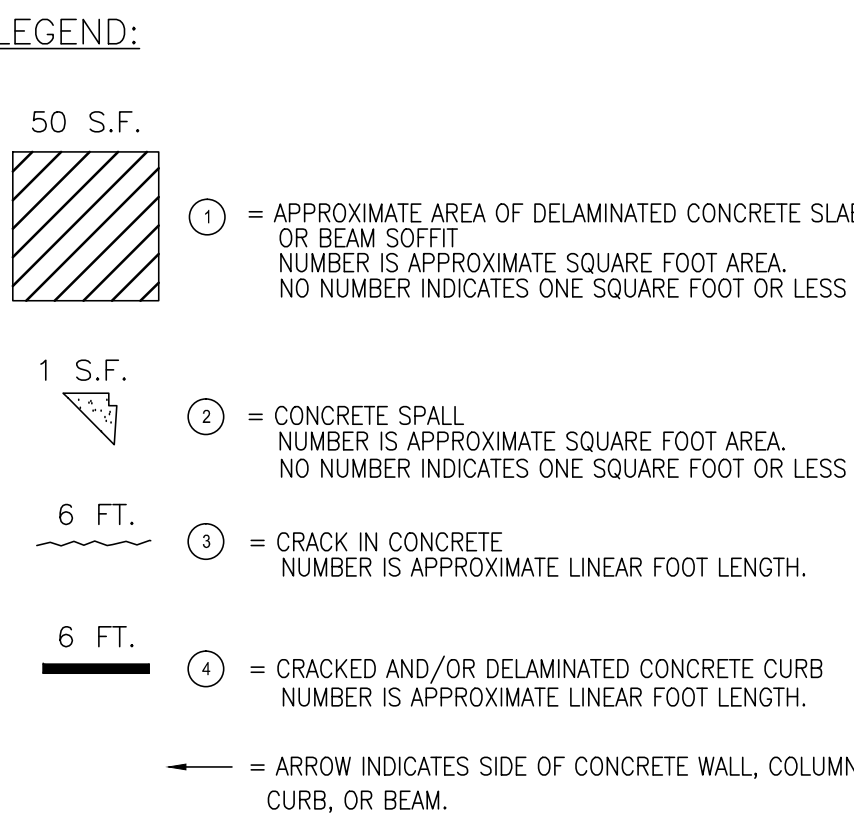 LEGEND:
50 S.F.
1 = APPROXIMATE AREA OF DELAMINATED CONCRETE SLAB
OR BEAM SOFFIT
NUMBER IS APPROXIMATE SQUARE FOOT AREA.
NO NUMBER INDICATES ONE SQUARE FOOT OR LESS
1 S.F.
2 = CONCRETE SPALL
NUMBER IS APPROXIMATE SQUARE FOOT AREA.
NO NUMBER INDICATES ONE SQUARE FOOT OR LESS
6 FT.
3 = CRACK IN CONCRETE
NUMBER IS APPROXIMATE LINEAR FOOT LENGTH.
6 FT.
4 = CRACKED AND/OR DELAMINATED CONCRETE CURB
NUMBER IS APPROXIMATE LINEAR FOOT LENGTH.
= ARROW INDICATES SIDE OF CONCRETE WALL, COLUMN
CURB, OR BEAM.